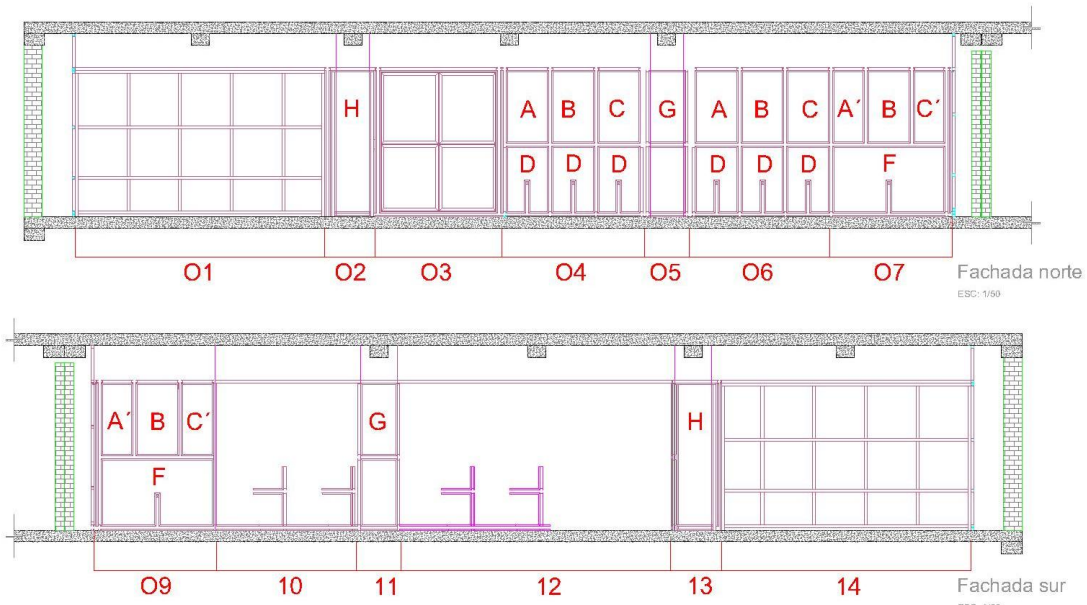 H A B C G A B C A´ B C´
D D D D D D F
O1 O2 O3 O4 O5 O6 O7
Fachada norte
ESC: 1/50
A´ B C´ G H
F
O9 10 11 12 13 14
Fachada sur